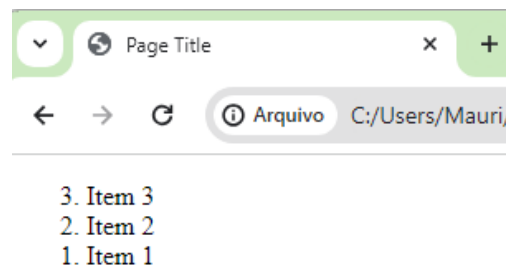 Page Title
Arquivo C:/Users/Mauri/
3. Item 3
2. Item 2
1. Item 1